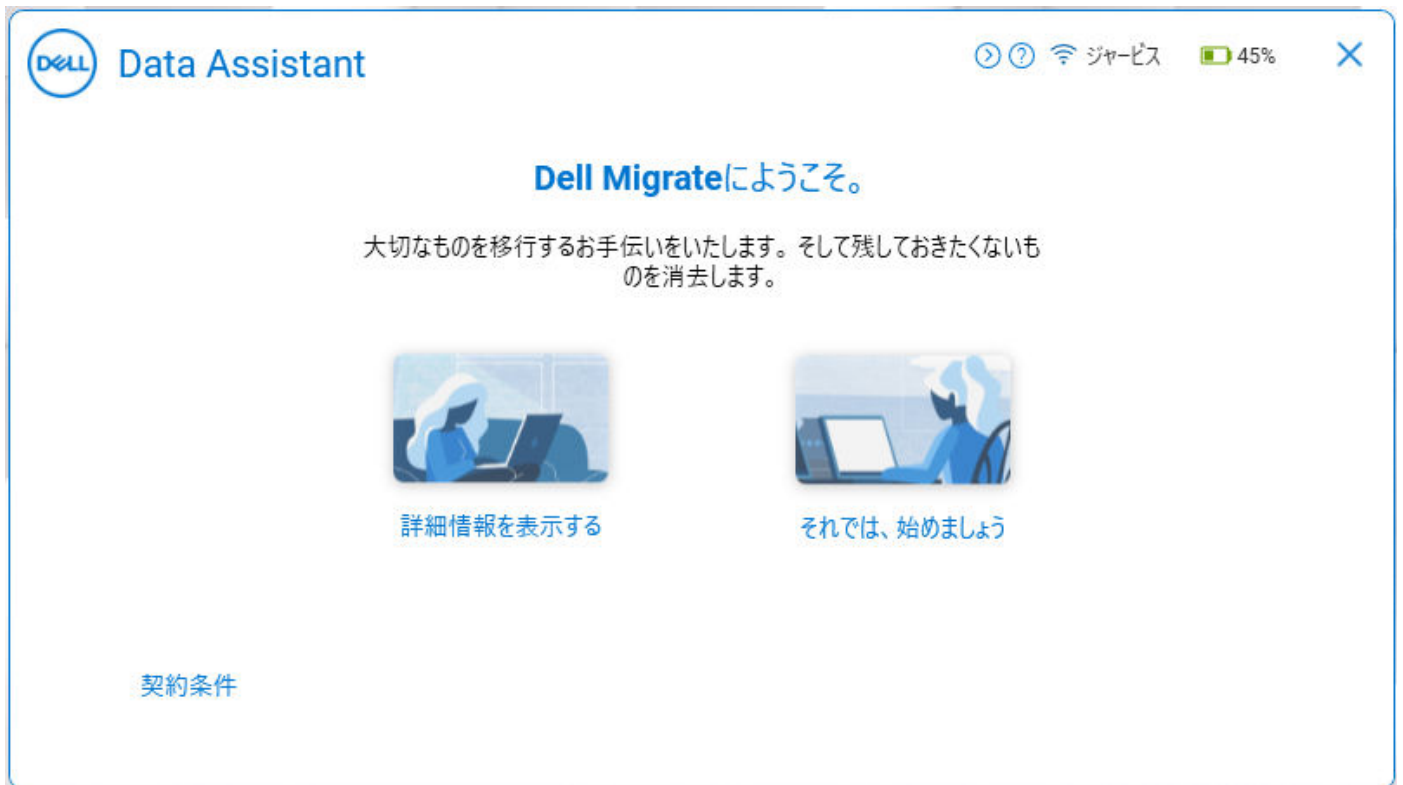 DELL Data Assistant
ジャービス 45%
Dell Migrateにようこそ。
大切なものを移行するお手伝いをいたします。そして残しておきたくないも
のを消去します。
詳細情報を表示する
それでは、始めましょう
契約条件